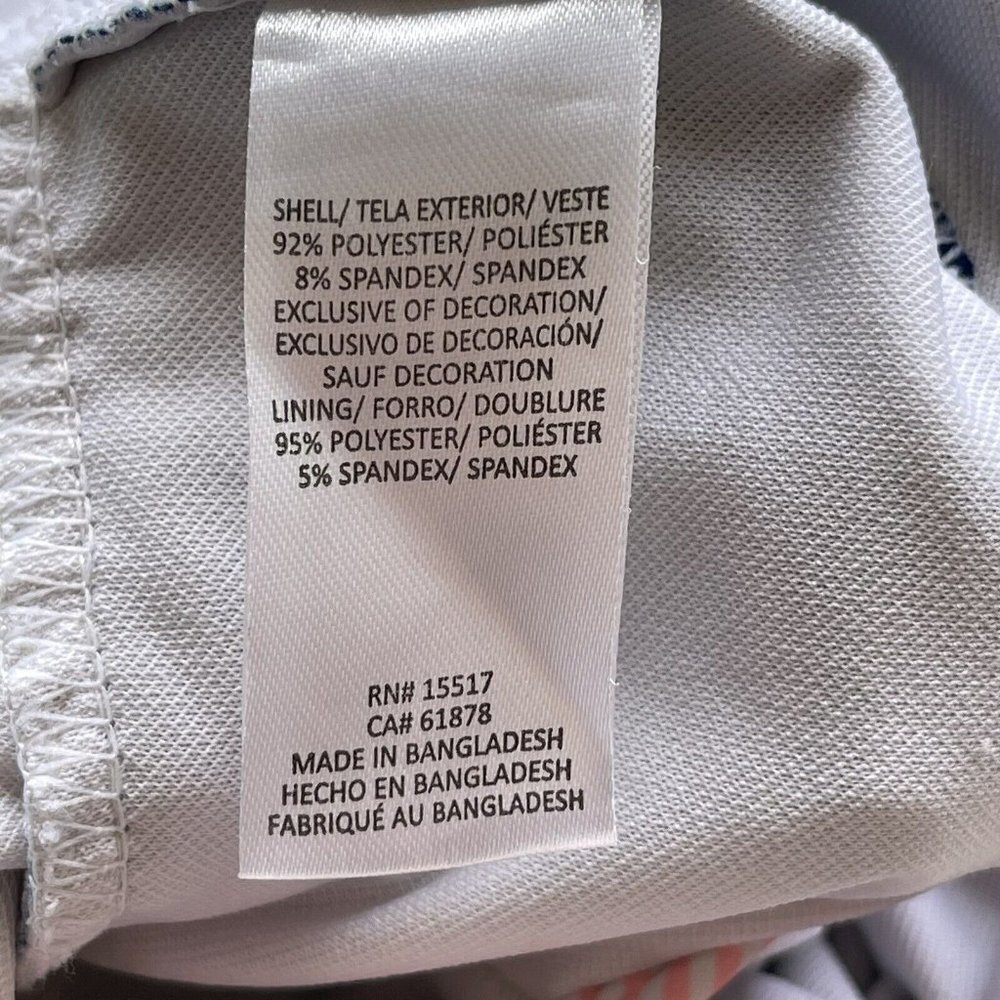 SHELL/ TELA EXTERIOR/ VESTE
92% POLYESTER/ POLIÉSTER
8% SPANDEX/ SPANDEX
EXCLUSIVE OF DECORATION/
EXCLUSIVO DE DECORACIÓN/
SAUF DECORATION
LINING/ FORRO/ DOUBLURE
95% POLYESTER/ POLIÉSTER
5% SPANDEX/ SPANDEX
RN# 15517
CA# 61878
MADE IN BANGLADESH
HECHO EN BANGLADESH
FABRIQUÉ AU BANGLADESH